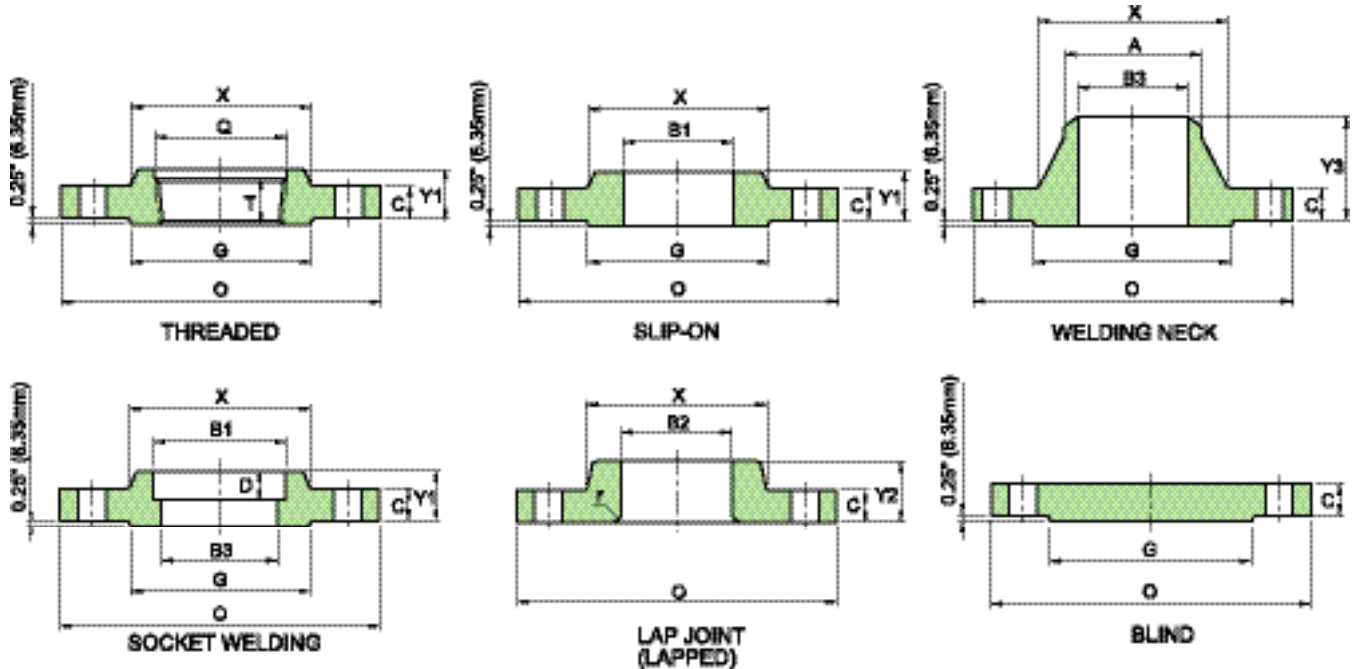 X
Q
0.25" (6.35mm)
T
C
Y1
G
O
THREADED
X
B1
0.25" (6.35mm)
C
Y1
G
O
SLIP-ON
X
A
B3
0.25" (6.35mm)
C
Y3
G
O
WELDING NECK
X
B1
0.25" (6.35mm)
D
C
Y1
B3
G
O
SOCKET WELDING
X
B2
r
C
Y2
O
LAP JOINT
(LAPPED)
0.25" (6.35mm)
C
G
O
BLIND